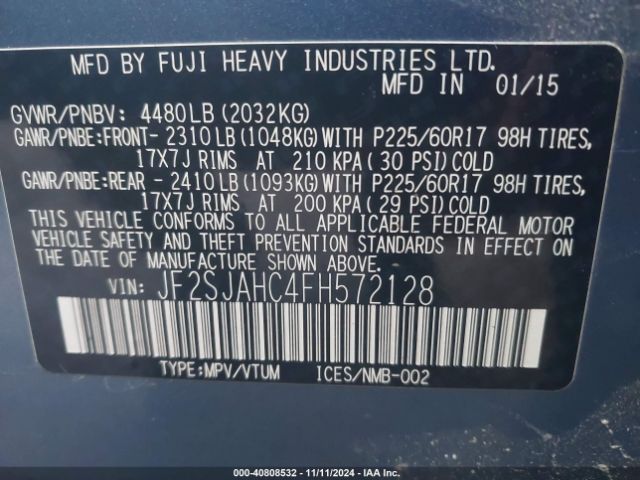 MFD BY FUJI HEAVY INDUSTRIES LTD.
MFD IN 01/15
GVWR/PNBV: 4480LB (2032KG)
GAWR/PNBE:FRONT- 2310LB (1048KG) WITH P225/60R17 98H TIRES,
17X7J RIMS AT 210 KPA (30 PSI) COLD
GAWR/PNBE:REAR - 2410LB (1093KG) WITH P225/60R17 98H TIRES,
17X7J RIMS AT 200 KPA (29 PSI) COLD
THIS VEHICLE CONFORMS TO ALL APPLICABLE FEDERAL MOTOR
VEHICLE SAFETY AND THEFT PREVENTION STANDARDS IN EFFECT ON
THE DATE OF MANUFACTURE SHOWN ABOVE.
VIN: JF2SJAHC4FH572128
TYPE:MPV/VTUM ICES/NMB-002
000-40808532 - 11/11/2024 - IAAI.COM